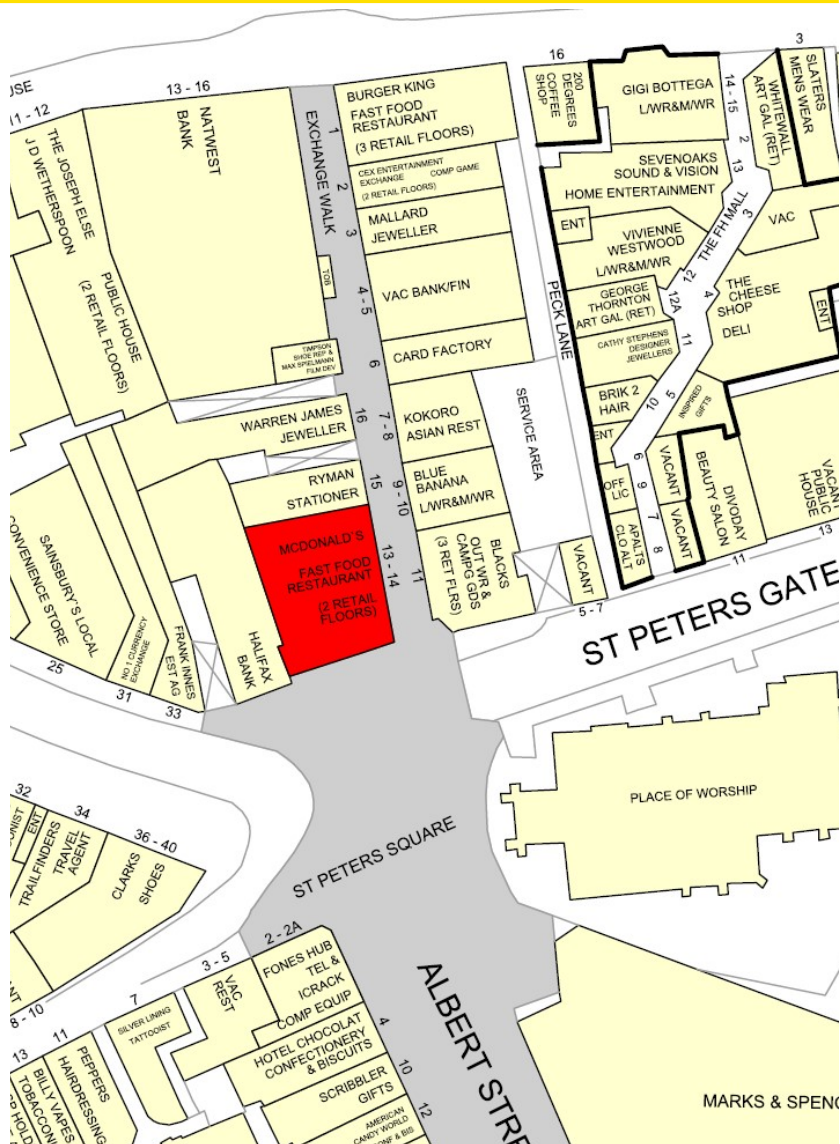 USE
11 - 12
THE JOSEPH ELSE
J D WETHERSPOON
PUBLIC HOUSE
(2 RETAIL FLOORS)
13 - 16
NATWEST
BANK
EXCHANGE WALK
TOB
TIMPSON
SHOE REP &
MAX SPIELMANN
FILM DEV
1
BURGER KING
FAST FOOD
RESTAURANT
(3 RETAIL FLOORS)
2
CEX ENTERTAINMENT
EXCHANGE COMP GAME
(2 RETAIL FLOORS)
3
MALLARD
JEWELLER
4 - 5
VAC BANK/FIN
6
CARD FACTORY
7 - 8
KOKORO
ASIAN REST
9 - 10
BLUE
BANANA
L/WR&M/WR
11
BLACKS
OUT WR &
CAMPG GDS
(3 RET FLRS)
16
WARREN JAMES
JEWELLER
15
RYMAN
STATIONER
13 - 14
MCDONALD'S
FAST FOOD
RESTAURANT
(2 RETAIL
FLOORS)
HALIFAX
BANK
SAINSBURY'S LOCAL
CONVENIENCE STORE
25
NO 1 CURRENCY
EXCHANGE
31
FRANK INNES
EST AG
33
SERVICE AREA
PECK LANE
VACANT
5 - 7
16
200
DEGREES
COFFEE
SHOP
GIGI BOTTEGA
L/WR&M/WR
14 - 15
2
WHITEWALL
ART GAL (RET)
3
SLATERS
MENS WEAR
SEVENOAKS
SOUND & VISION
HOME ENTERTAINMENT
13
ENT
VIVIENNE
WESTWOOD
L/WR&M/WR
THE FH MALL
3
VAC
12
GEORGE
THORNTON
ART GAL (RET)
12A
4
THE
CHEESE
SHOP
DELI
ENT
CATHY STEPHENS
DESIGNER
JEWELLERS
11
BRIK 2
HAIR
10
5
INSPIRED
GIFTS
ENT
6
OFF
LIC
9
VACANT
DIVODAY
BEAUTY SALON
VACANT
PUBLIC
HOUSE
APALTS
CLO ALT
7
8
VACANT
11
13
ST PETERS GATE
PLACE OF WORSHIP
ST PETERS SQUARE
32
ENT
34
TRAILFINDERS
TRAVEL
AGENT
36 - 40
CLARKS
SHOES
8 - 10
2 - 2A
FONES HUB
TEL &
ICRACK
COMP EQUIP
3 - 5
VAC
REST
7
SILVER LINING
TATTOOIST
11
PEPPERS
HAIRDRESSING
13
BILLY VAPES
4
HOTEL CHOCOLAT
CONFECTIONERY
& BISCUITS
10
SCRIBBLER
GIFTS
12
AMERICAN
CANDY WORLD
ALBERT STRE
MARKS & SPENC